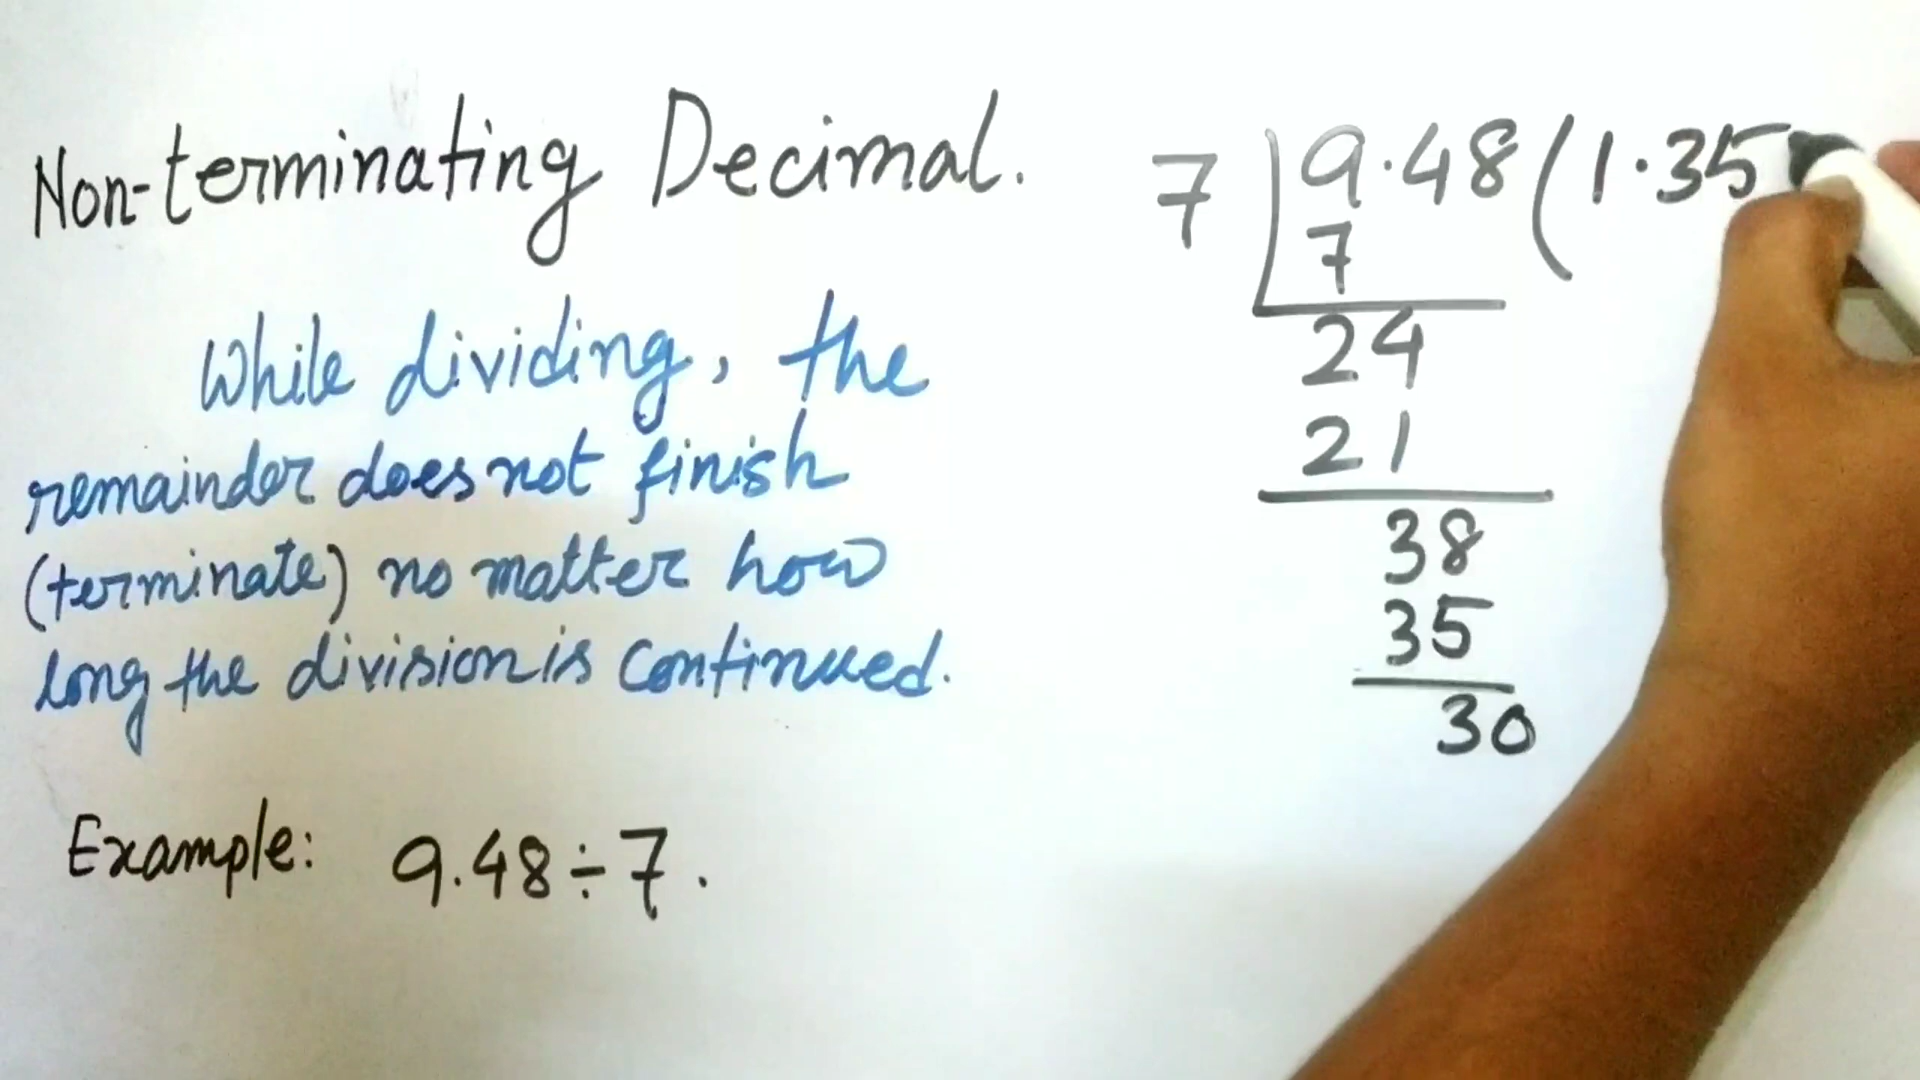 Non-terminating Decimal.
While dividing, the
remainder does not finish
(terminate) no matter how
long the division is continued.
Example: 9.48÷7.
7 9.48 ( 1.35
7
24
21
38
35
30